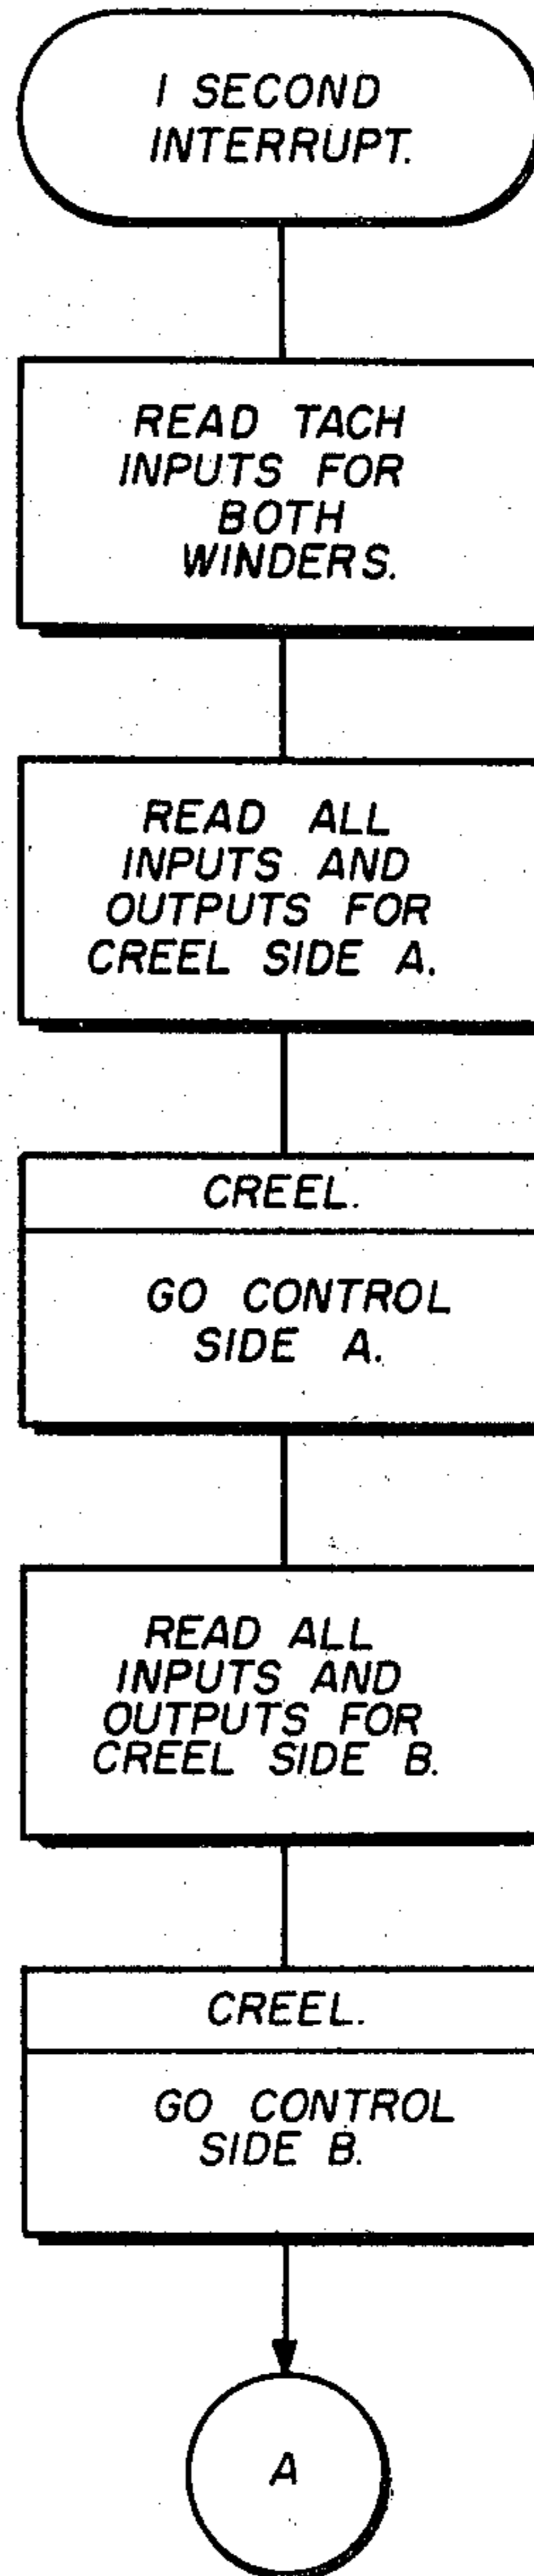 1 SECOND
INTERRUPT.
READ TACH
INPUTS FOR
BOTH
WINDERS.
READ ALL
INPUTS AND
OUTPUTS FOR
CREEL SIDE A.
CREEL.
GO CONTROL
SIDE A.
READ ALL
INPUTS AND
OUTPUTS FOR
CREEL SIDE B.
CREEL.
GO CONTROL
SIDE B.
A